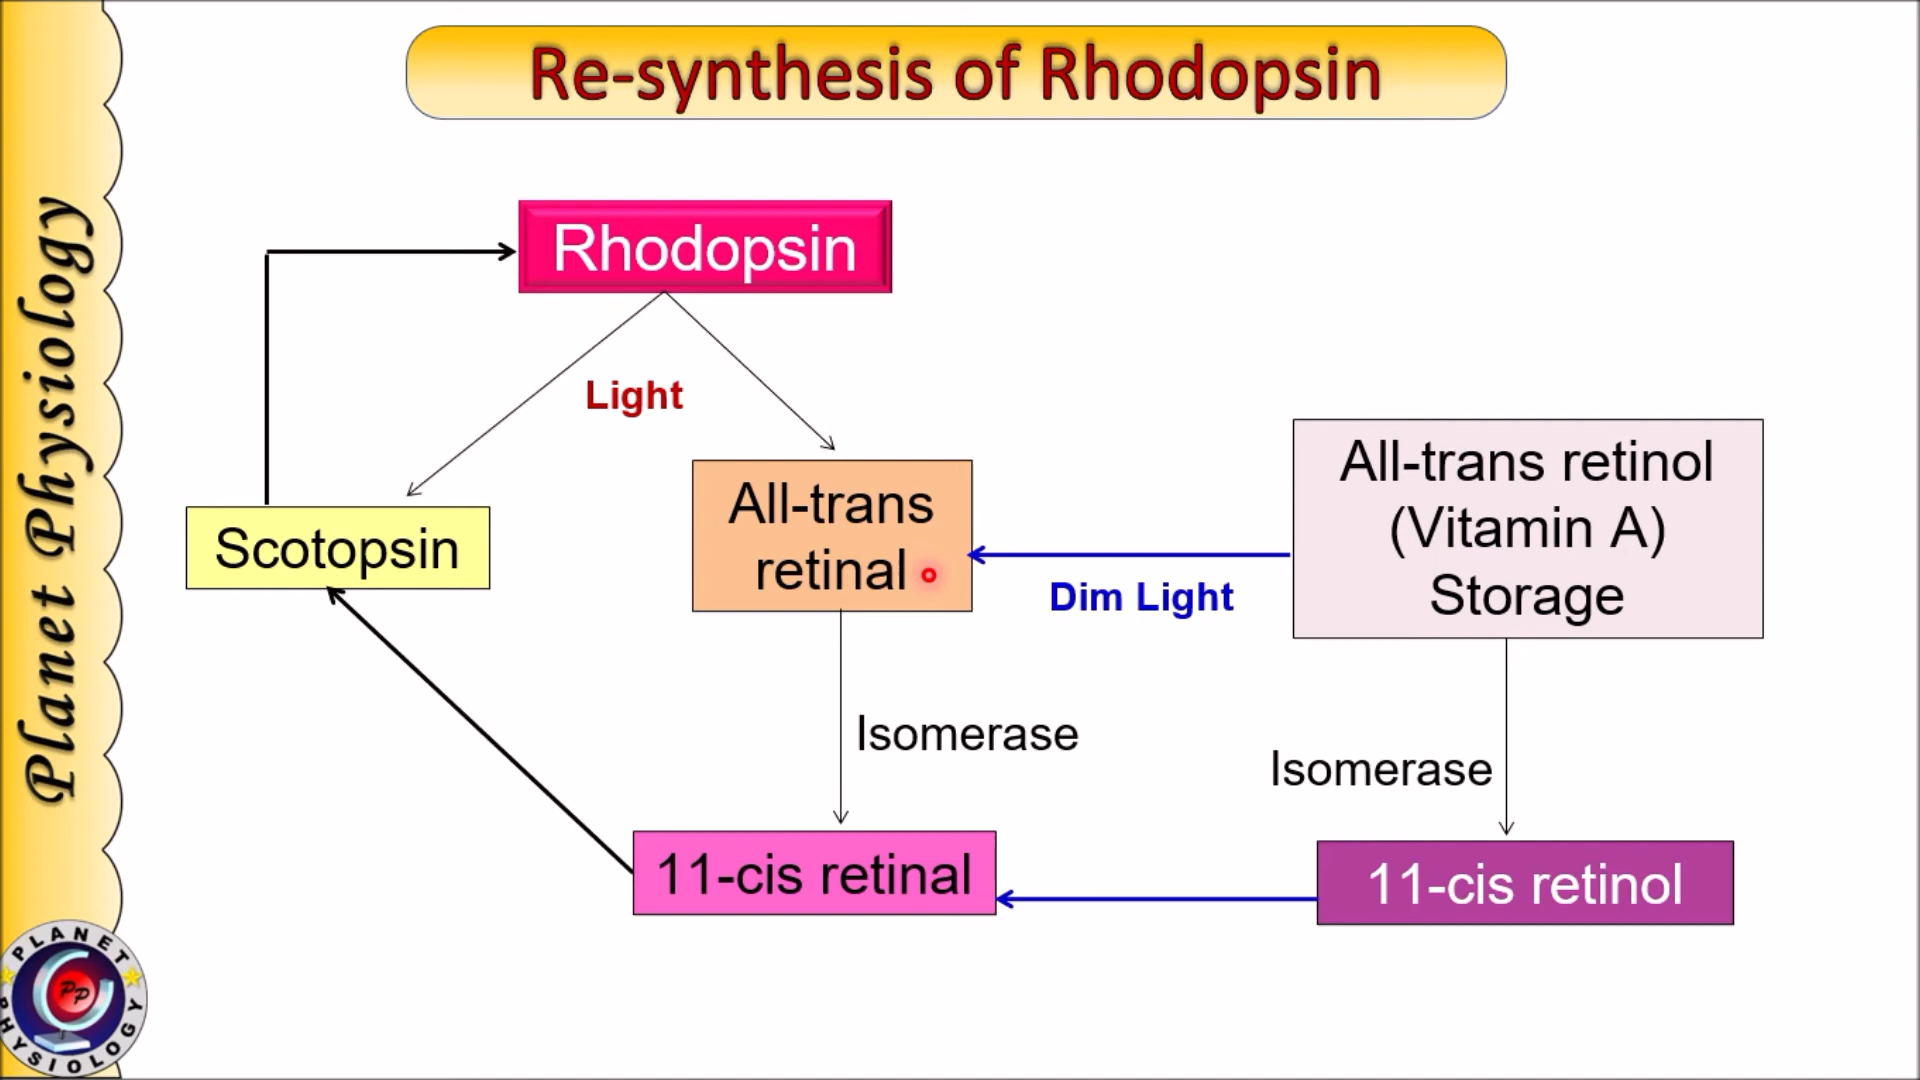 Re-synthesis of Rhodopsin
Planet Physiology
Rhodopsin
Light
Scotopsin
All-trans
retinal
Dim Light
All-trans retinol
(Vitamin A)
Storage
Isomerase
Isomerase
11-cis retinal
11-cis retinol
PLANET
PP
PHYSIOLOGY